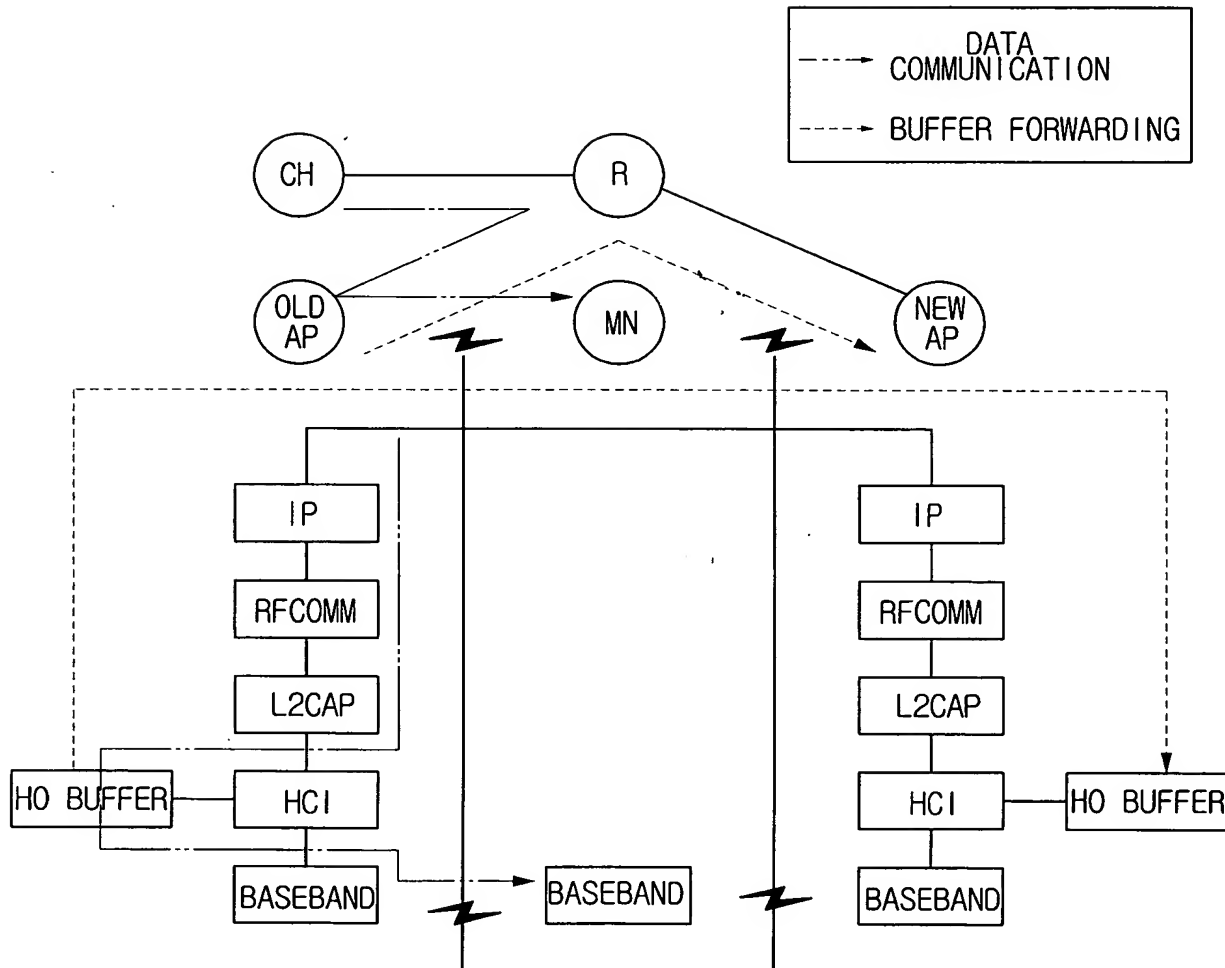 DATA
COMMUNICATION
BUFFER FORWARDING
CH
R
OLD
AP
MN
NEW
AP
IP
IP
RFCOMM
RFCOMM
L2CAP
L2CAP
HO BUFFER
HCI
HCI
HO BUFFER
BASEBAND
BASEBAND
BASEBAND